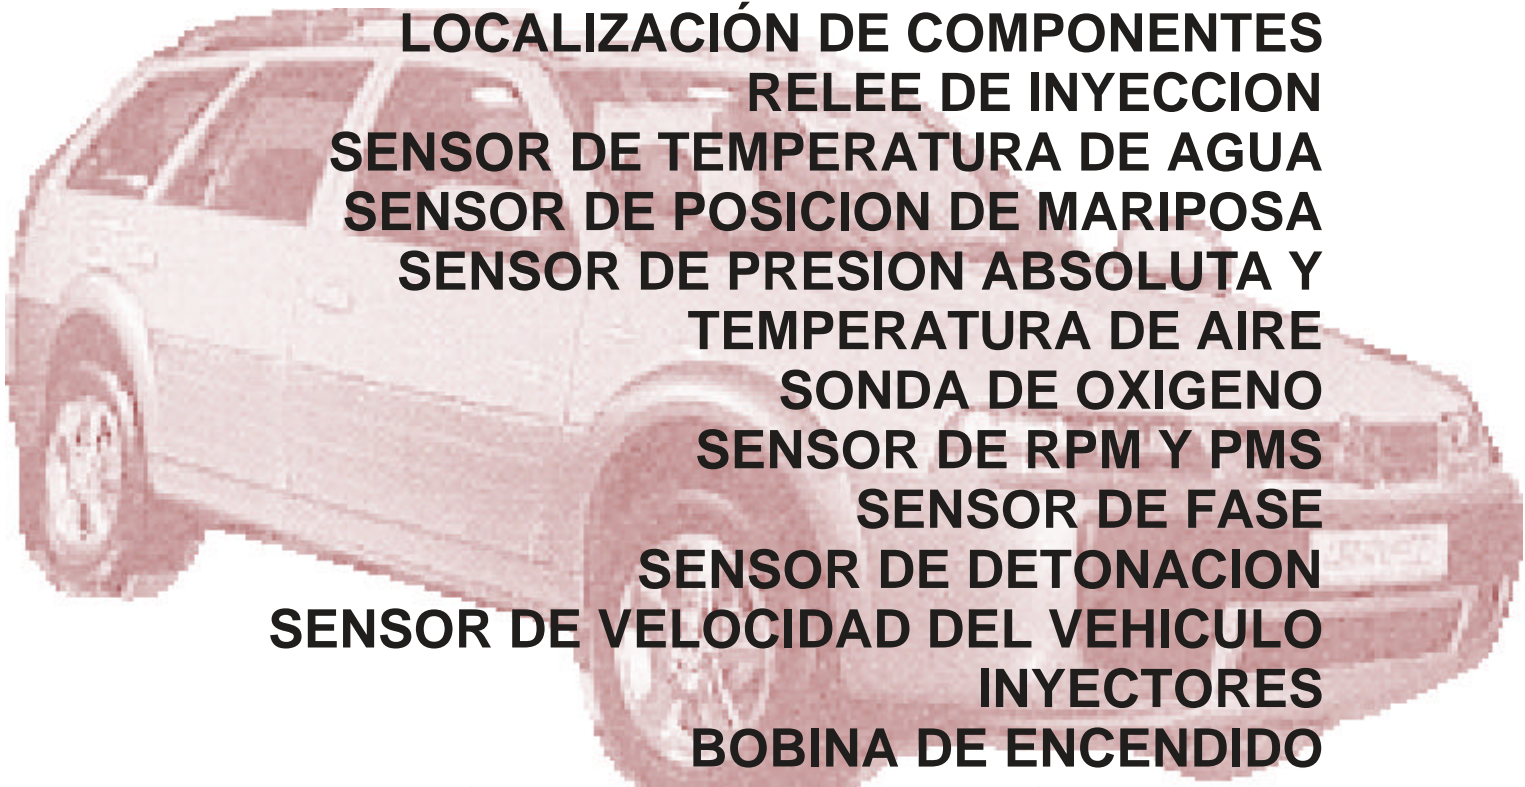 LOCALIZACIÓN DE COMPONENTES
RELEE DE INYECCION
SENSOR DE TEMPERATURA DE AGUA
SENSOR DE POSICION DE MARIPOSA
SENSOR DE PRESION ABSOLUTA Y
TEMPERATURA DE AIRE
SONDA DE OXIGENO
SENSOR DE RPM Y PMS
SENSOR DE FASE
SENSOR DE DETONACION
SENSOR DE VELOCIDAD DEL VEHICULO
INYECTORES
BOBINA DE ENCENDIDO